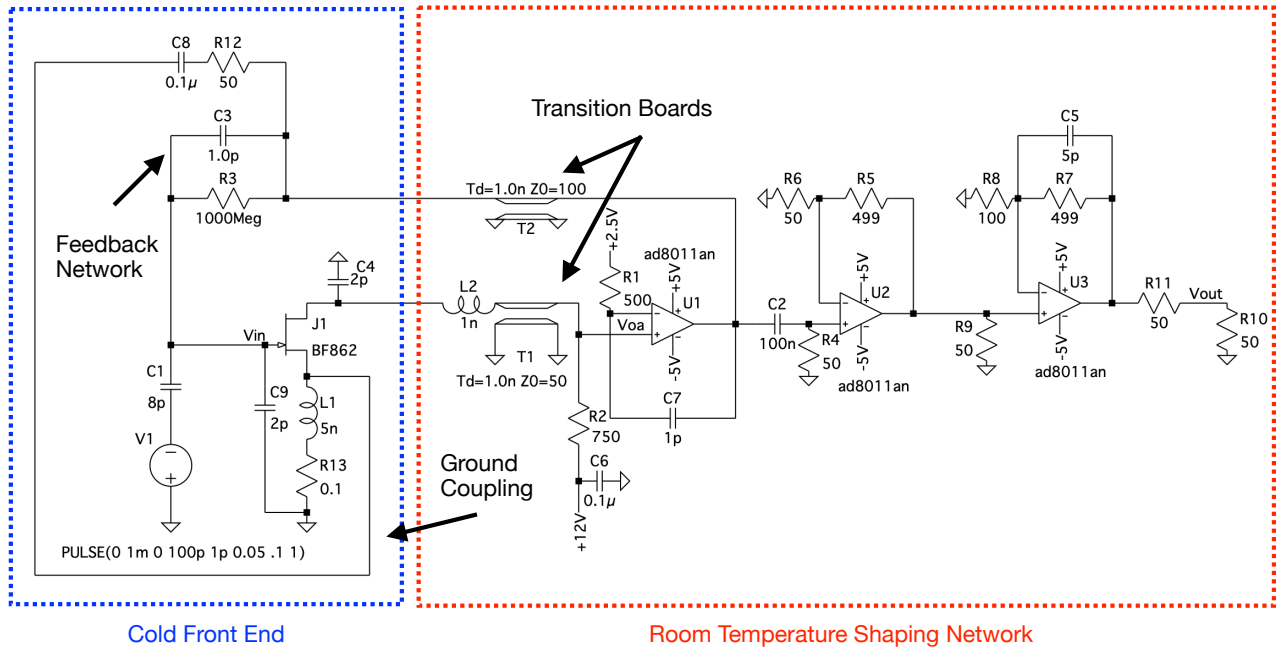 C8
0.1µ
R12
50
C3
1.0p
R3
1000Meg
Feedback
Network
C4
2p
J1
BF862
Vin
C1
8p
V1
C9
2p
L1
5n
R13
0.1
PULSE(0 1m 0 100p 1p 0.05 .1 1)
Ground
Coupling
Transition Boards
Td=1.0n Z0=100
T2
L2
1n
T1
Td=1.0n Z0=50
+2.5V
R1
500
Voa
ad8011an
+5V
U1
-5V
C7
1p
R2
750
C6
0.1µ
+12V
C2
100n
R4
50
R6
50
R5
499
+5V
U2
-5V
ad8011an
R9
50
C5
5p
R8
100
R7
499
+5V
U3
-5V
ad8011an
R11
50
Vout
R10
50
Cold Front End
Room Temperature Shaping Network